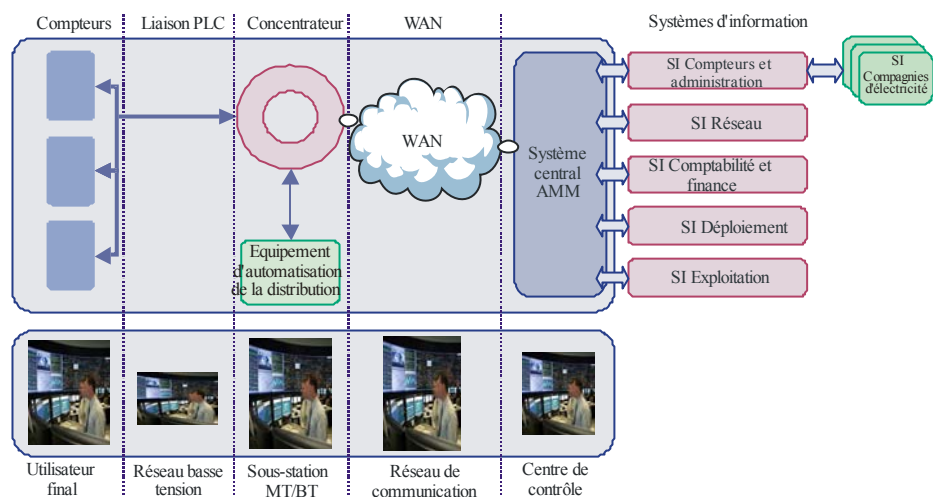 Compteurs
Liaison PLC
Concentrateur
WAN
Systèmes d'information
SI Compteurs et
administration
SI
Compagnies
d'électricité
SI Réseau
WAN
Système
central
AMM
SI Comptabilité et
finance
SI Déploiement
Equipement
d'automatisation
de la distribution
SI Exploitation
Utilisateur
final
Réseau basse
tension
Sous-station
MT/BT
Réseau de
communication
Centre de
contrôle